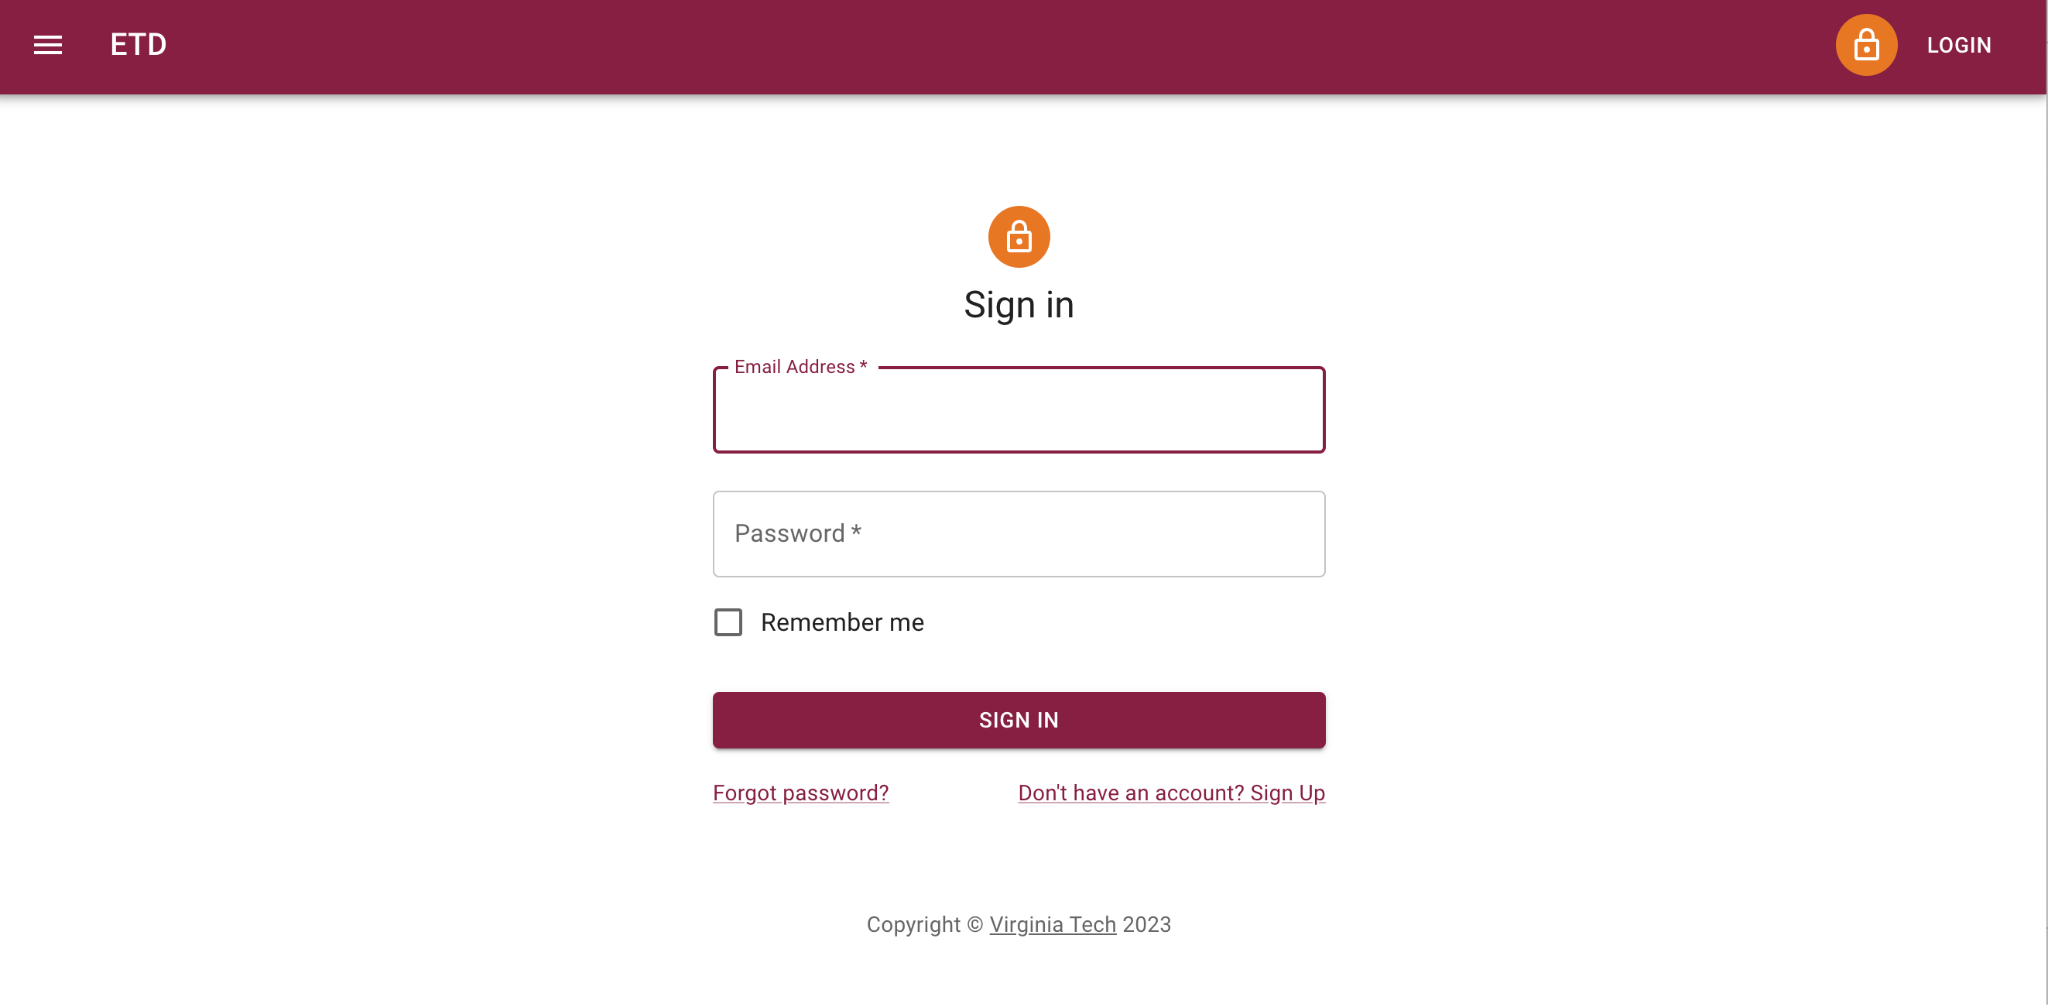 ETD
LOGIN
Sign in
Email Address *
Password *
Remember me
SIGN IN
Forgot password?
Don't have an account? Sign Up
Copyright © Virginia Tech 2023